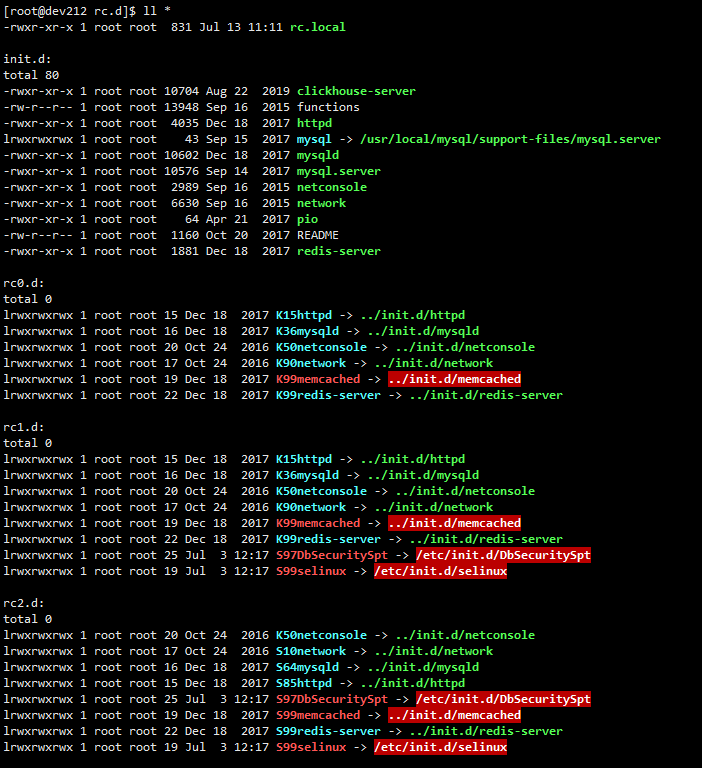 [root@dev212 rc.d]$ ll *
-rwxr-xr-x 1 root root  831 Jul 13 11:11 rc.local

init.d:
total 80
-rwxr-xr-x 1 root root 10704 Aug 22  2019 clickhouse-server
-rw-r--r-- 1 root root 13948 Sep 16  2015 functions
-rwxr-xr-x 1 root root  4035 Dec 18  2017 httpd
lrwxrwxrwx 1 root root    43 Sep 15  2017 mysql -> /usr/local/mysql/support-files/mysql.server
-rwxr-xr-x 1 root root 10602 Dec 18  2017 mysqld
-rwxr-xr-x 1 root root 10576 Sep 14  2017 mysql.server
-rwxr-xr-x 1 root root  2989 Sep 16  2015 netconsole
-rwxr-xr-x 1 root root  6630 Sep 16  2015 network
-rwxr-xr-x 1 root root    64 Apr 21  2017 pio
-rw-r--r-- 1 root root  1160 Oct 20  2017 README
-rwxr-xr-x 1 root root  1881 Dec 18  2017 redis-server

rc0.d:
total 0
lrwxrwxrwx 1 root root 15 Dec 18  2017 K15httpd -> ../init.d/httpd
lrwxrwxrwx 1 root root 16 Dec 18  2017 K36mysqld -> ../init.d/mysqld
lrwxrwxrwx 1 root root 20 Oct 24  2016 K50netconsole -> ../init.d/netconsole
lrwxrwxrwx 1 root root 17 Oct 24  2016 K90network -> ../init.d/network
lrwxrwxrwx 1 root root 19 Dec 18  2017 K99memcached -> ../init.d/memcached
lrwxrwxrwx 1 root root 22 Dec 18  2017 K99redis-server -> ../init.d/redis-server

rc1.d:
total 0
lrwxrwxrwx 1 root root 15 Dec 18  2017 K15httpd -> ../init.d/httpd
lrwxrwxrwx 1 root root 16 Dec 18  2017 K36mysqld -> ../init.d/mysqld
lrwxrwxrwx 1 root root 20 Oct 24  2016 K50netconsole -> ../init.d/netconsole
lrwxrwxrwx 1 root root 17 Oct 24  2016 K90network -> ../init.d/network
lrwxrwxrwx 1 root root 19 Dec 18  2017 K99memcached -> ../init.d/memcached
lrwxrwxrwx 1 root root 22 Dec 18  2017 K99redis-server -> ../init.d/redis-server
lrwxrwxrwx 1 root root 25 Jul  3 12:17 S97DbSecuritySpt -> /etc/init.d/DbSecuritySpt
lrwxrwxrwx 1 root root 19 Jul  3 12:17 S99selinux -> /etc/init.d/selinux

rc2.d:
total 0
lrwxrwxrwx 1 root root 20 Oct 24  2016 K50netconsole -> ../init.d/netconsole
lrwxrwxrwx 1 root root 17 Oct 24  2016 S10network -> ../init.d/network
lrwxrwxrwx 1 root root 16 Dec 18  2017 S64mysqld -> ../init.d/mysqld
lrwxrwxrwx 1 root root 15 Dec 18  2017 S85httpd -> ../init.d/httpd
lrwxrwxrwx 1 root root 25 Jul  3 12:17 S97DbSecuritySpt -> /etc/init.d/DbSecuritySpt
lrwxrwxrwx 1 root root 19 Dec 18  2017 S99memcached -> ../init.d/memcached
lrwxrwxrwx 1 root root 22 Dec 18  2017 S99redis-server -> ../init.d/redis-server
lrwxrwxrwx 1 root root 19 Jul  3 12:17 S99selinux -> /etc/init.d/selinux